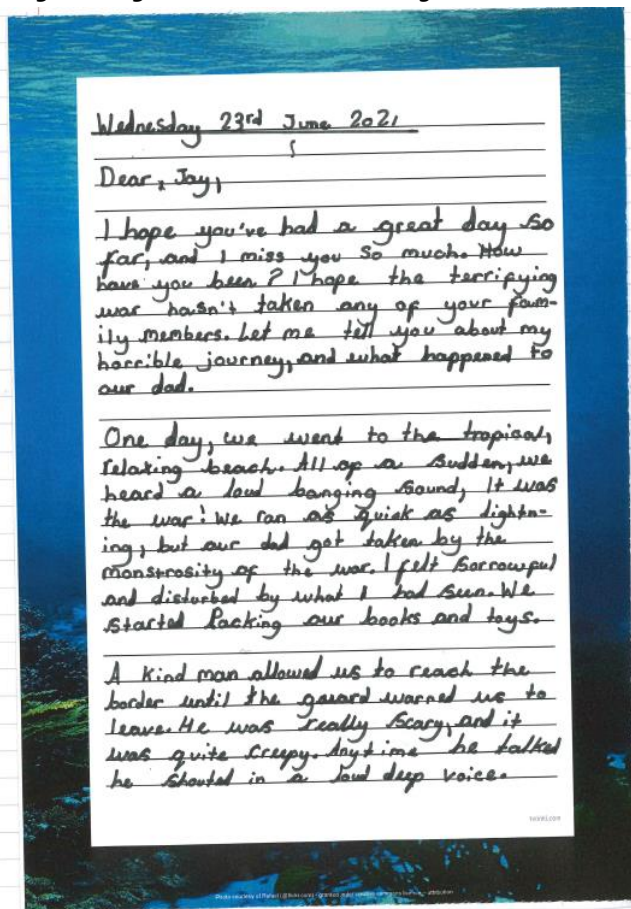 Wednesday 23rd June 2021
Dear, Jay,
I hope you've had a great day so
far, and I miss you so much. How
have you been? I hope the terrifying
war hasn't taken any of your fam-
ily members. Let me tell you about my
horrible journey, and what happened to
our dad.
One day, we went to the tropical,
relaxing beach. All of a sudden, we
heard a loud banging sound, It was
the war! We ran as quick as lightn-
ing, but our dad got taken by the
monstrosity of the war. I felt sorrowful
and disturbed by what I had seen. We
started Packing our books and toys.
A kind man allowed us to reach the
border until the gaurd warned us to
leave. He was really scary, and it
was quite creepy. Anytime he talked
he shouted in a loud deep voice.
twinkl.com